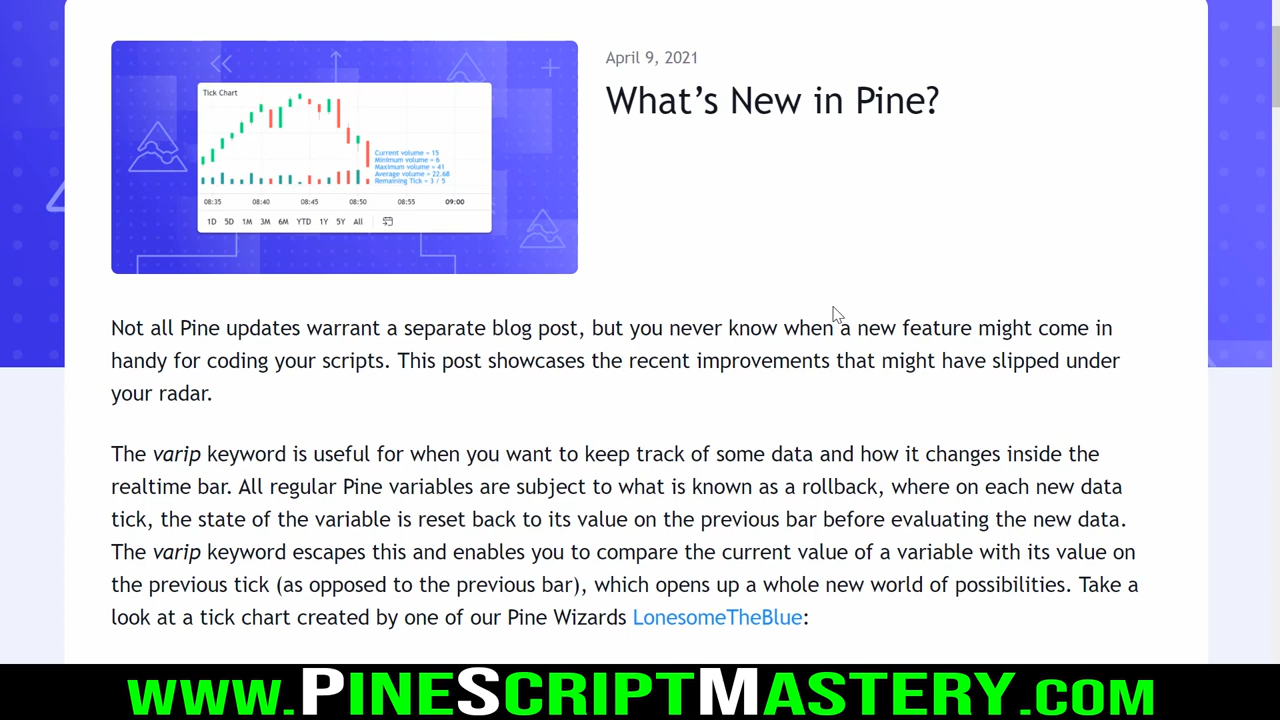 April 9, 2021
What's New in Pine?
Tick Chart
Current volume = 15
Minimum volume = 6
Maximum volume = 41
Average volume = 22.68
Remaining Tick = 3 / 5
08:35 08:40 08:45 08:50 08:55 09:00
1D 5D 1M 3M 6M YTD 1Y 5Y All
Not all Pine updates warrant a separate blog post, but you never know when a new feature might come in
handy for coding your scripts. This post showcases the recent improvements that might have slipped under
your radar.
The varip keyword is useful for when you want to keep track of some data and how it changes inside the
realtime bar. All regular Pine variables are subject to what is known as a rollback, where on each new data
tick, the state of the variable is reset back to its value on the previous bar before evaluating the new data.
The varip keyword escapes this and enables you to compare the current value of a variable with its value on
the previous tick (as opposed to the previous bar), which opens up a whole new world of possibilities. Take a
look at a tick chart created by one of our Pine Wizards LonesomeTheBlue:
WWW.PINESCRIPTMASTERY.COM